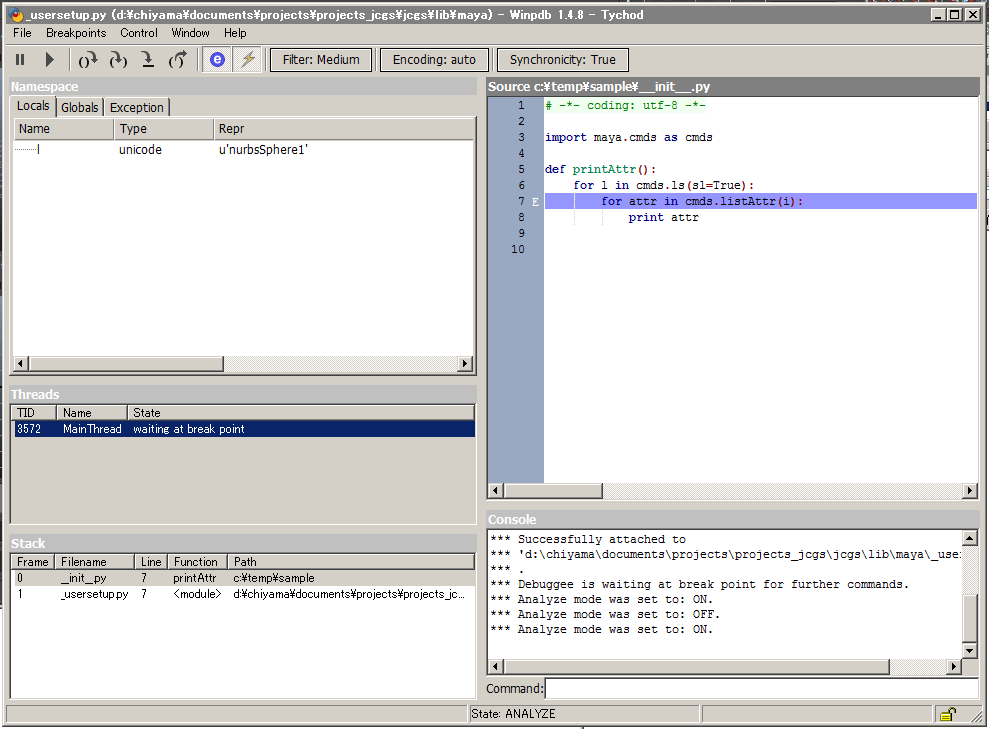 _usersetup.py (d:¥chiyama¥documents¥projects¥projects_jcgs¥jcgs¥lib¥maya) - Winpdb 1.4.8 - Tychod
File Breakpoints Control Window Help
e Filter: Medium Encoding: auto Synchronicity: True
Namespace
Locals Globals Exception
Name Type Repr
l unicode u'nurbsSphere1'
Threads
TID Name State
3572 MainThread waiting at break point
Stack
Frame Filename Line Function Path
0 __init__.py 7 printAttr c:¥temp¥sample
1 _usersetup.py 7 <module> d:¥chiyama¥documents¥projects¥projects_jc...
Source c:¥temp¥sample¥__init__.py
1 # -*- coding: utf-8 -*-
2
3 import maya.cmds as cmds
4
5 def printAttr():
6 for l in cmds.ls(sl=True):
7 E for attr in cmds.listAttr(i):
8 print attr
9
10
Console
*** Successfully attached to
*** 'd:\chiyama\documents\projects\projects_jcgs\jcgs\lib\maya\_user
*** .
*** Debuggee is waiting at break point for further commands.
*** Analyze mode was set to: ON.
*** Analyze mode was set to: OFF.
*** Analyze mode was set to: ON.
Command:
State: ANALYZE